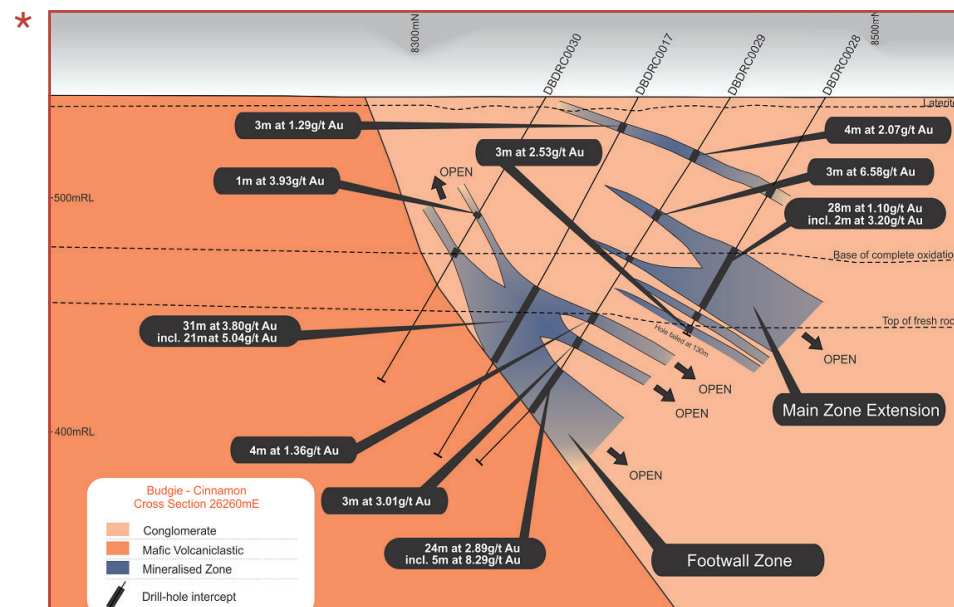 *
8300mN
8500mN
DBDRC0030
DBDRC0017
DBDRC0029
DBDRC0028
Laterite
3m at 1.29g/t Au
4m at 2.07g/t Au
3m at 2.53g/t Au
3m at 6.58g/t Au
1m at 3.93g/t Au
OPEN
500mRL
28m at 1.10g/t Au
incl. 2m at 3.20g/t Au
Base of complete oxidation
31m at 3.80g/t Au
incl. 21m at 5.04g/t Au
Top of fresh roc
Hole failed at 130m
OPEN
OPEN
OPEN
Main Zone Extension
400mRL
4m at 1.36g/t Au
OPEN
3m at 3.01g/t Au
24m at 2.89g/t Au
incl. 5m at 8.29g/t Au
Footwall Zone
Budgie - Cinnamon
Cross Section 26260mE
Conglomerate
Mafic Volcaniclastic
Mineralised Zone
Drill-hole intercept